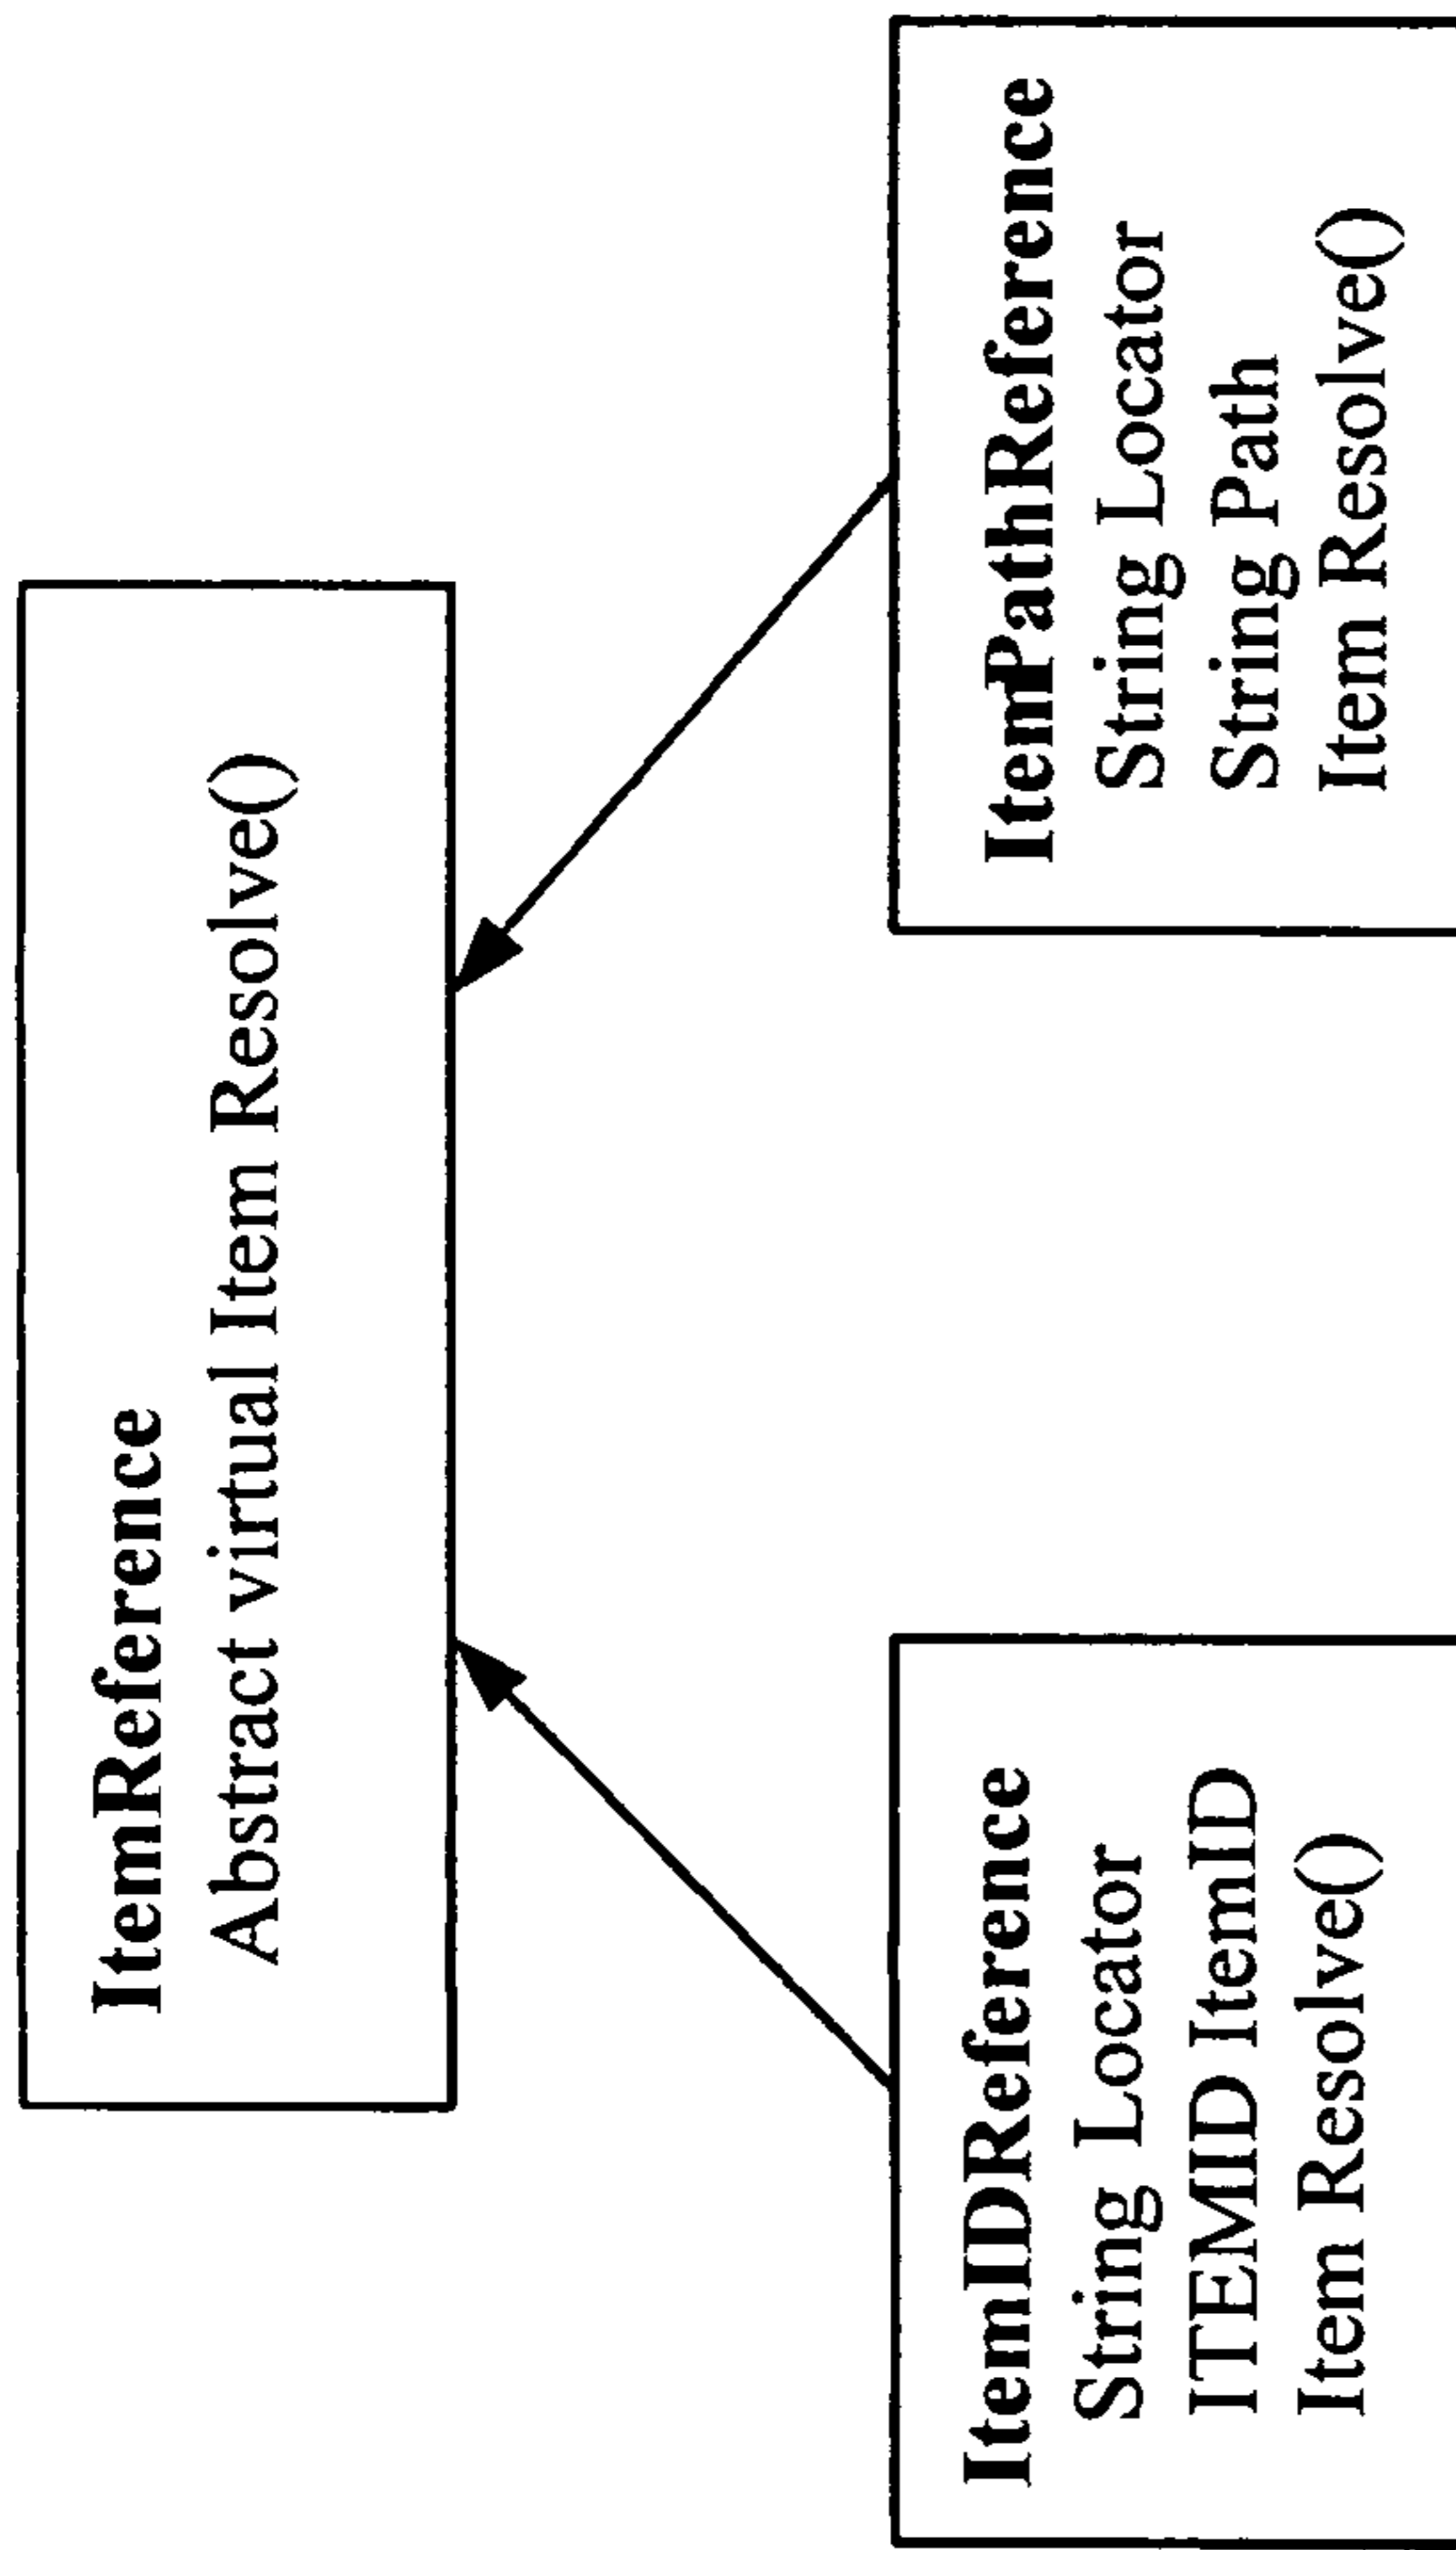 ItemReference
Abstract virtual Item Resolve()
ItemIDReference
String Locator
ITEMID ItemID
Item Resolve()
ItemPathReference
String Locator
String Path
Item Resolve()